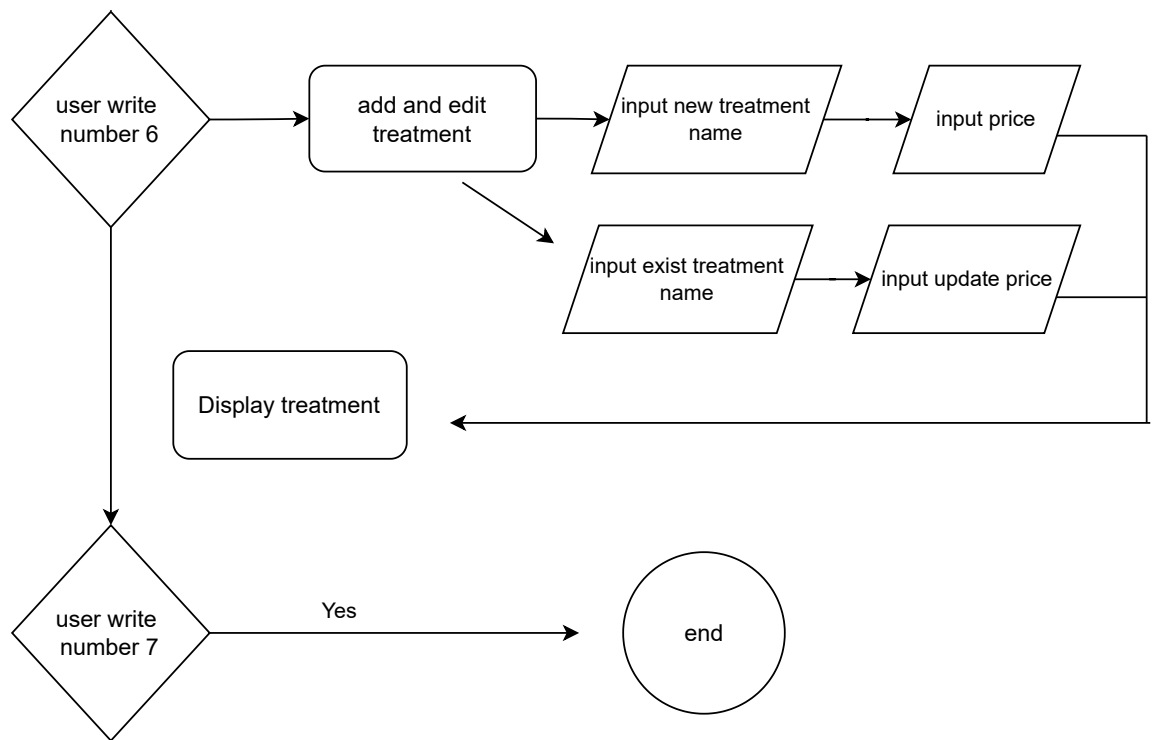 user write
number 6
add and edit
treatment
input new treatment
name
input price
input exist treatment
name
input update price
Display treatment
user write
number 7
Yes
end